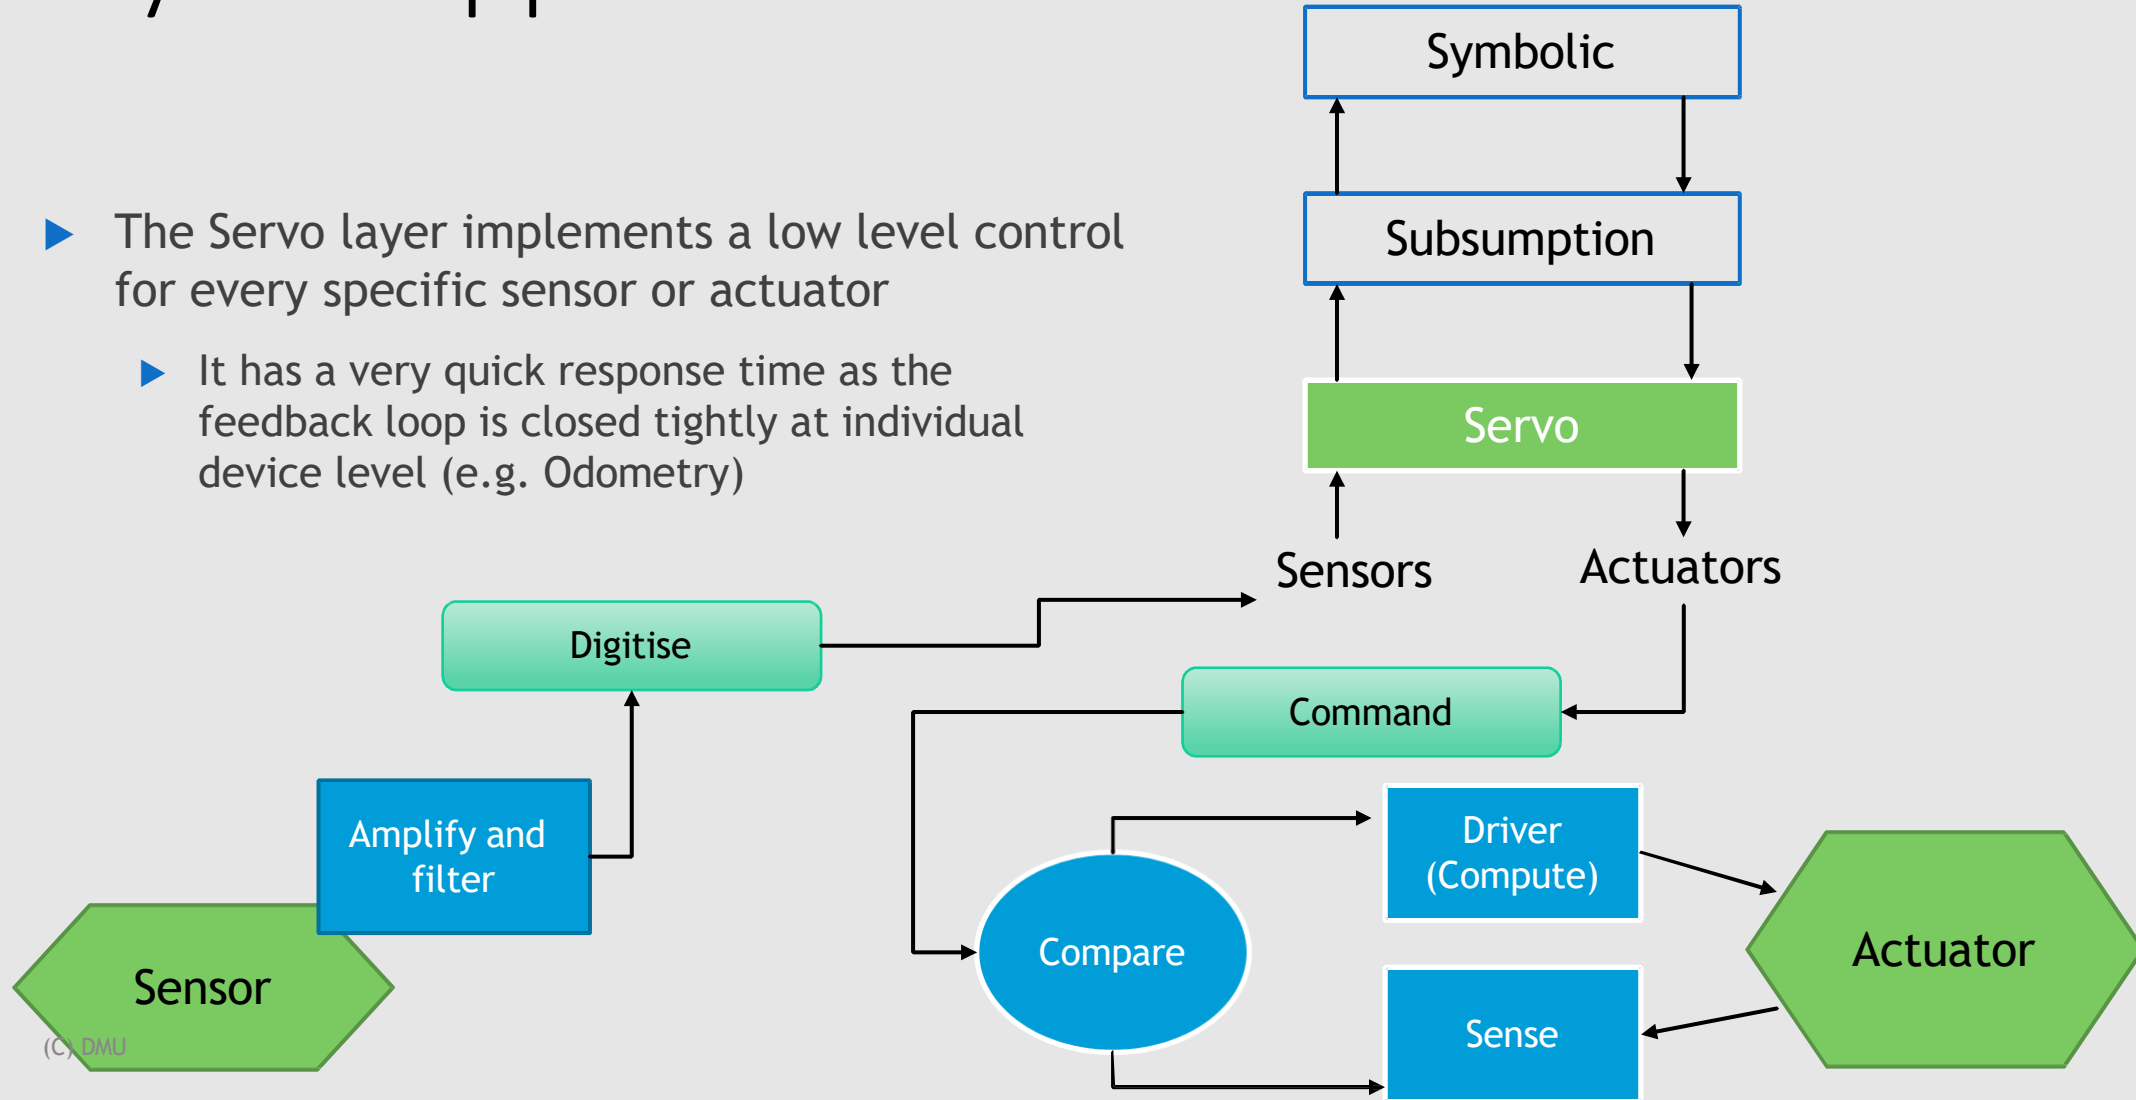 The Servo layer implements a low level control
for every specific sensor or actuator
It has a very quick response time as the
feedback loop is closed tightly at individual
device level (e.g. Odometry)
Symbolic
Subsumption
Servo
Sensors
Actuators
Digitise
Command
Amplify and
filter
Driver
(Compute)
Compare
Actuator
Sensor
Sense
(C) DMU